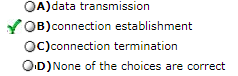 A)data transmission
B)connection establishment
C)connection termination
D)None of the choices are correct